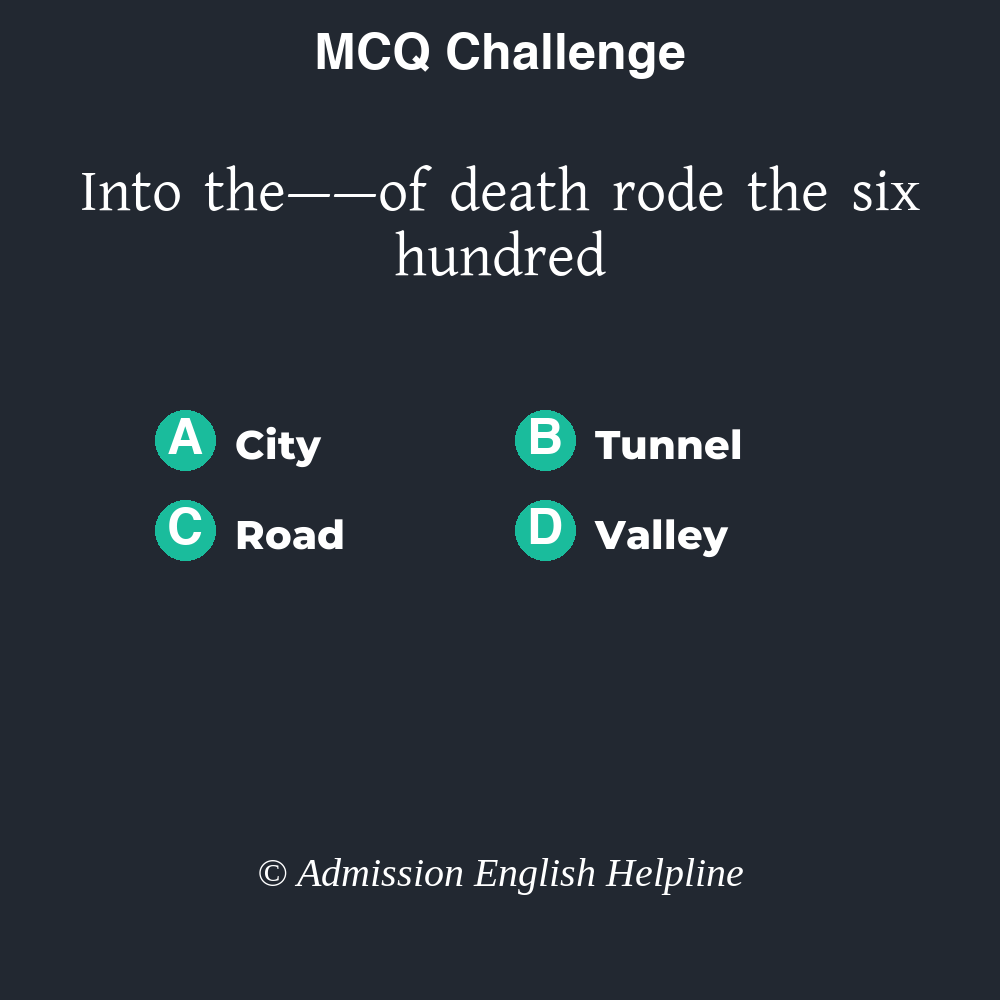 MCQ Challenge
Into the——of death rode the six
hundred
A City
B Tunnel
C Road
D Valley
© Admission English Helpline